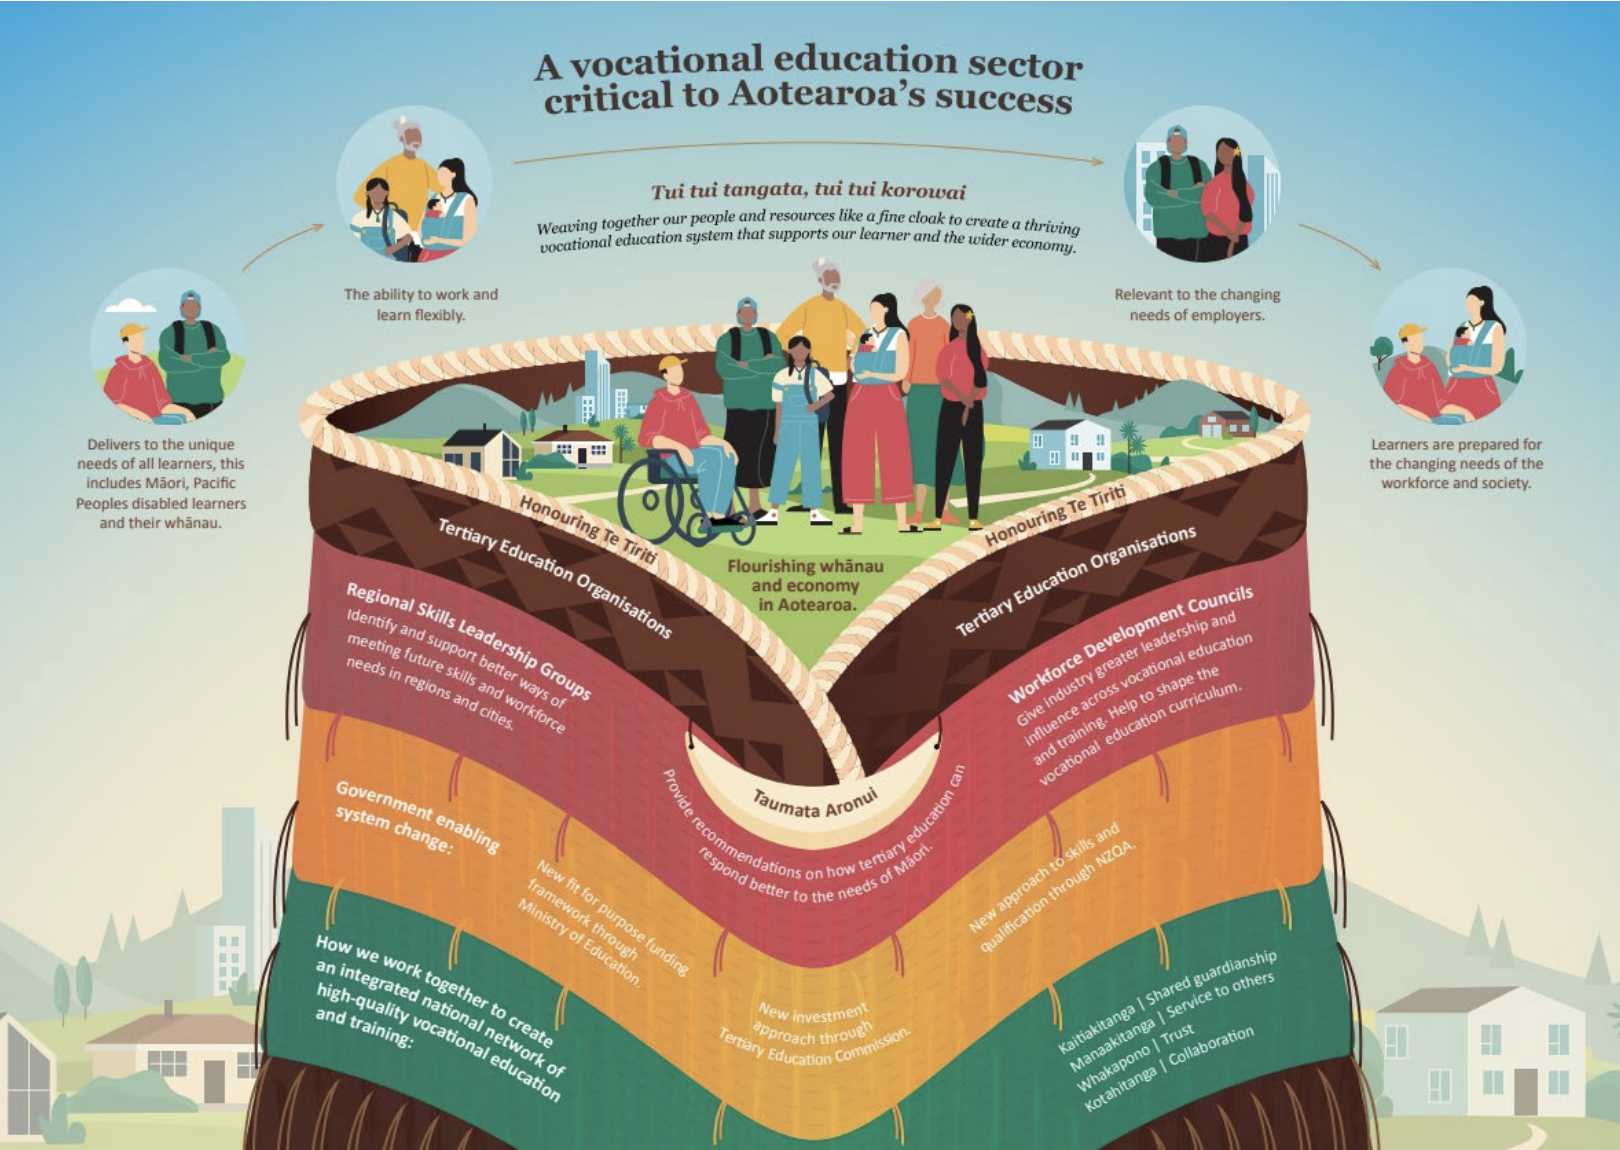 A vocational education sector
critical to Aotearoa's success
Tui tui tangata, tui tui korowai
Weaving together our people and resources like a fine cloak to create a thriving
vocational education system that supports our learner and the wider economy.
Delivers to the unique
needs of all learners, this
includes Māori, Pacific
Peoples disabled learners
and their whānau.
The ability to work and
learn flexibly.
Relevant to the changing
needs of employers.
Learners are prepared for
the changing needs of the
workforce and society.
Flourishing whānau
and economy
in Aotearoa.
Honouring Te Tiriti
Honouring Te Tiriti
Tertiary Education Organisations
Tertiary Education Organisations
Regional Skills Leadership Groups
Identify and support better ways of
meeting future skills and workforce
needs in regions and cities.
Workforce Development Councils
Give industry greater leadership and
influence across vocational education
and training. Help to shape the
vocational education curriculum.
Taumata Aronui
Provide recommendations on how tertiary education can
respond better to the needs of Māori.
Government enabling
system change:
New fit for purpose funding
framework through
Ministry of Education.
New investment
approach through
Tertiary Education Commission.
New approach to skills and
qualification through NZQA.
How we work together to create
an integrated national network of
high-quality vocational education
and training:
Kaitiakitanga | Shared guardianship
Manaakitanga | Service to others
Whakapono | Trust
Kotahitanga | Collaboration